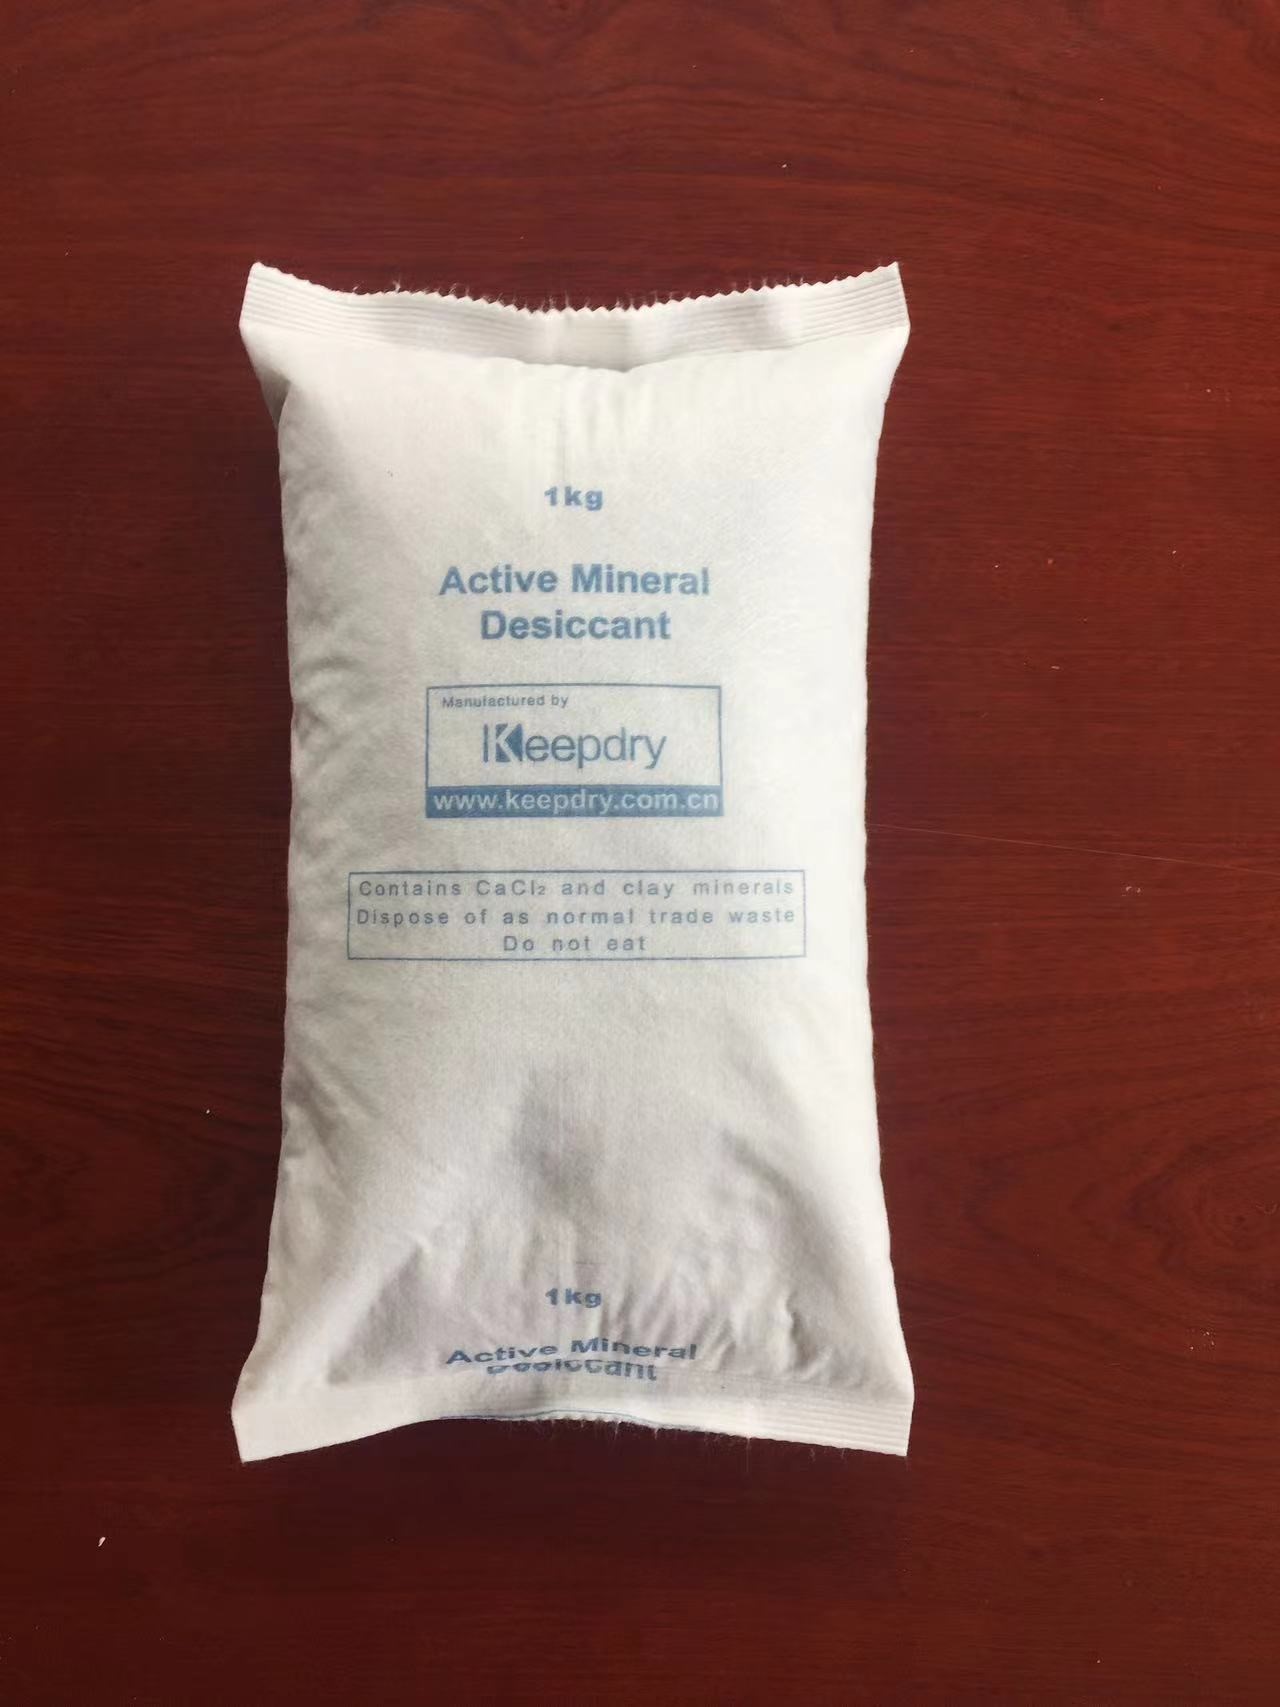 1kg
Active Mineral
Desiccant
Manufactured by
Keepdry
www.keepdry.com.cn
Contains CaCl₂ and clay minerals
Dispose of as normal trade waste
Do not eat
1kg
Active Mineral
Desiccant